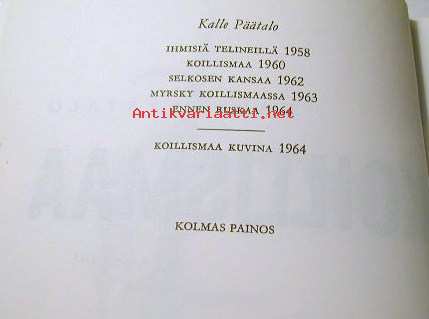 Kalle Päätalo
IHMISIÄ TELINEILLÄ 1958
KOILLISMAA 1960
SELKOSEN KANSAA 1962
MYRSKY KOILLISMAASSA 1963
ENNEN RUSKAA 1964
Antikvariaatti.net
KOILLISMAA KUVINA 1964
KOLMAS PAINOS